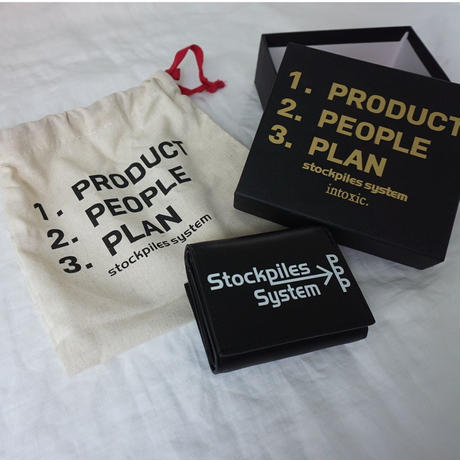 1. PRODUCT
2. PEOPLE
3. PLAN
stockpiles system
1. PRODUCT
2. PEOPLE
3. PLAN
stockpiles system
intoxic.
Stockpiles
System